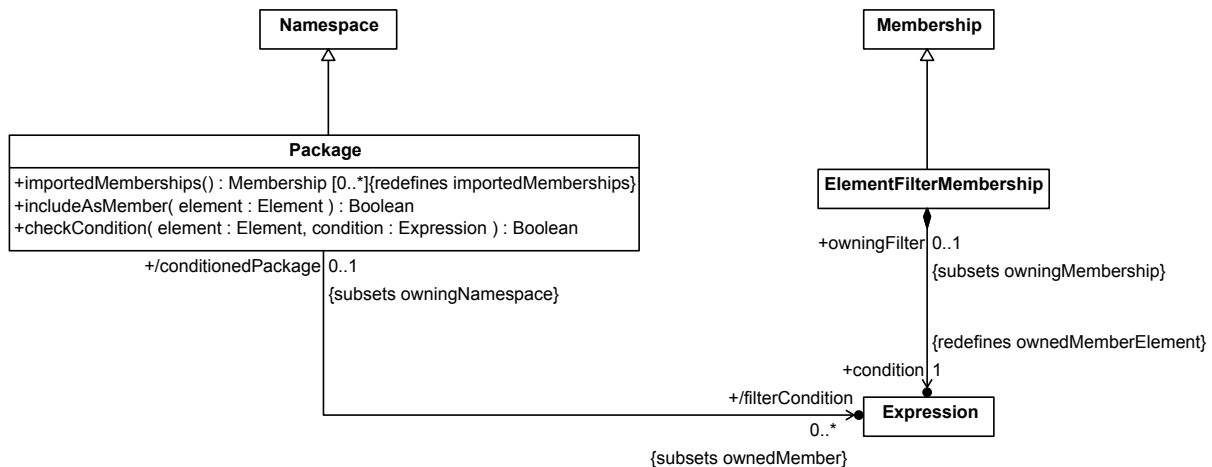 Namespace
Membership
Package
+importedMemberships() : Membership [0..*]{redefines importedMemberships}
+includeAsMember( element : Element ) : Boolean
+checkCondition( element : Element, condition : Expression ) : Boolean
ElementFilterMembership
+/conditionedPackage 0..1
{subsets owningNamespace}
+owningFilter 0..1
{subsets owningMembership}
{redefines ownedMemberElement}
+condition 1
+/filterCondition
0..*
{subsets ownedMember}
Expression